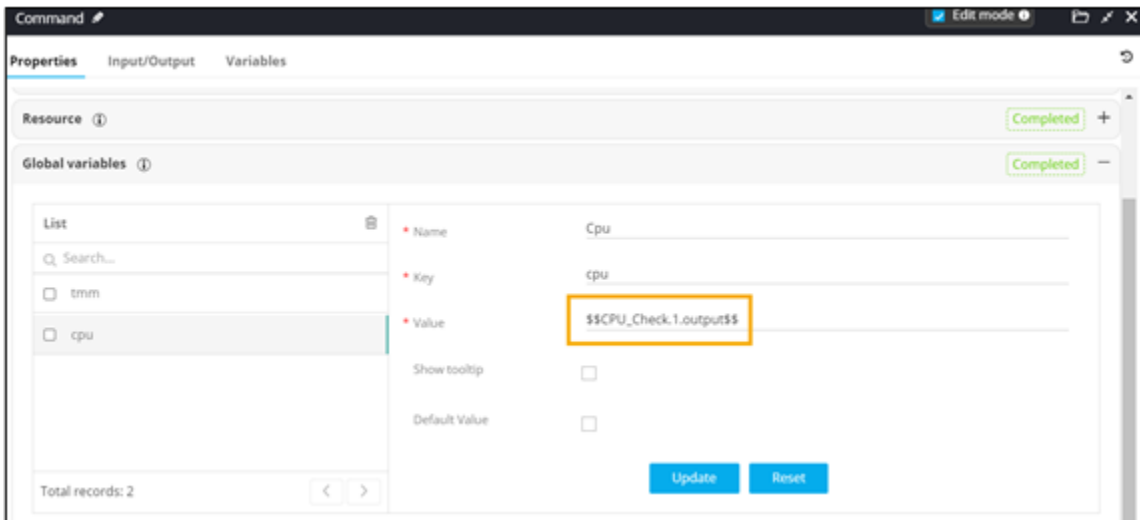 Command Edit mode
Properties Input/Output Variables
Resource Completed
Global variables Completed
List
Search...
tmm
cpu
Total records: 2
* Name Cpu
* Key cpu
* Value $$CPU_Check.1.output$$
Show tooltip
Default Value
Update Reset